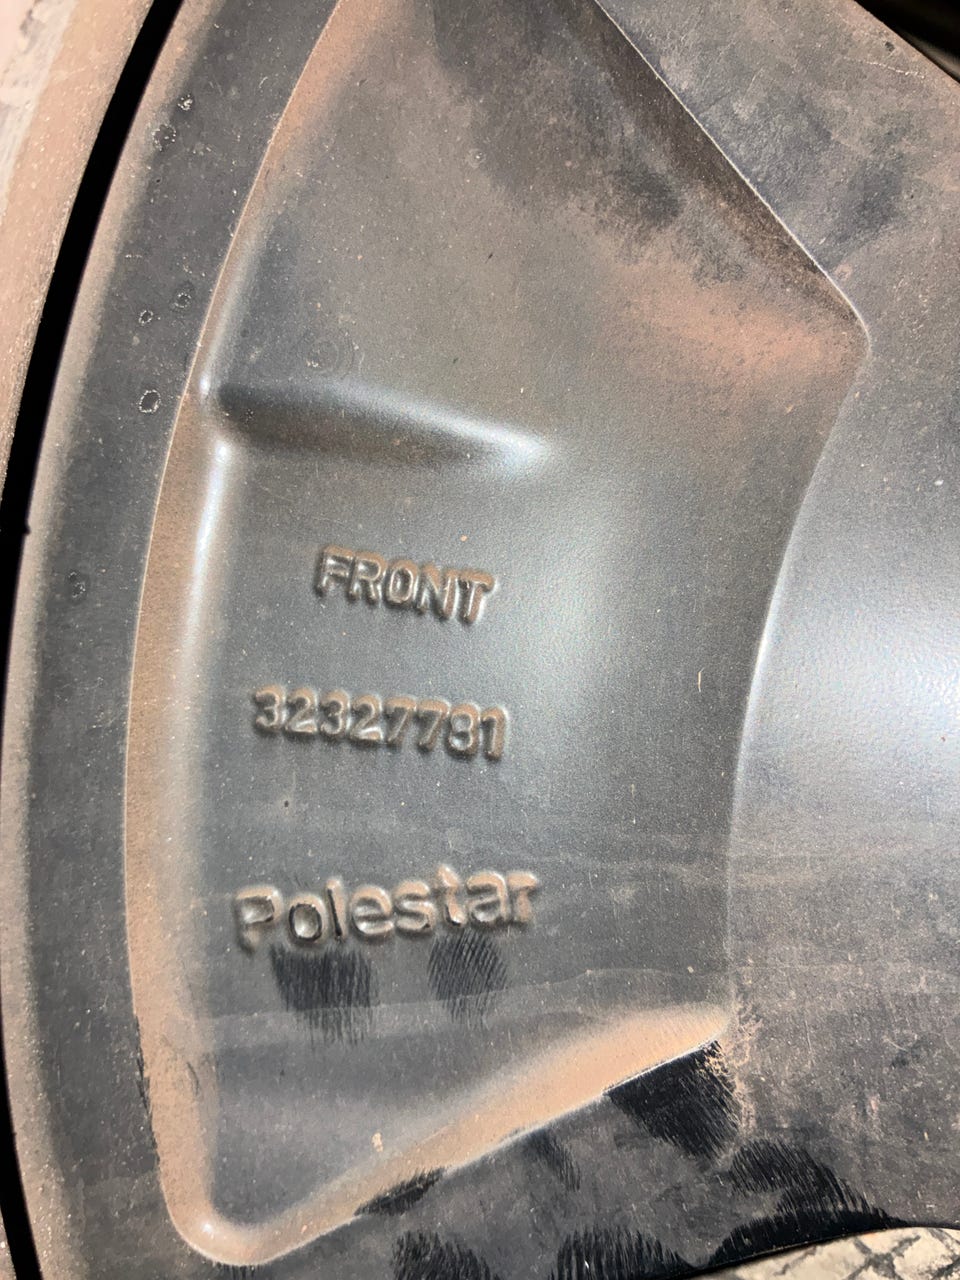 FRONT
32327781
Polestar